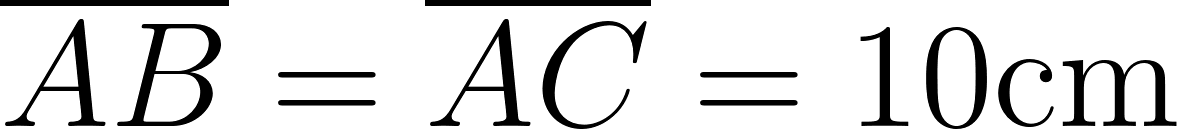 $\overline{AB} = \overline{AC} = 10\text{cm}$